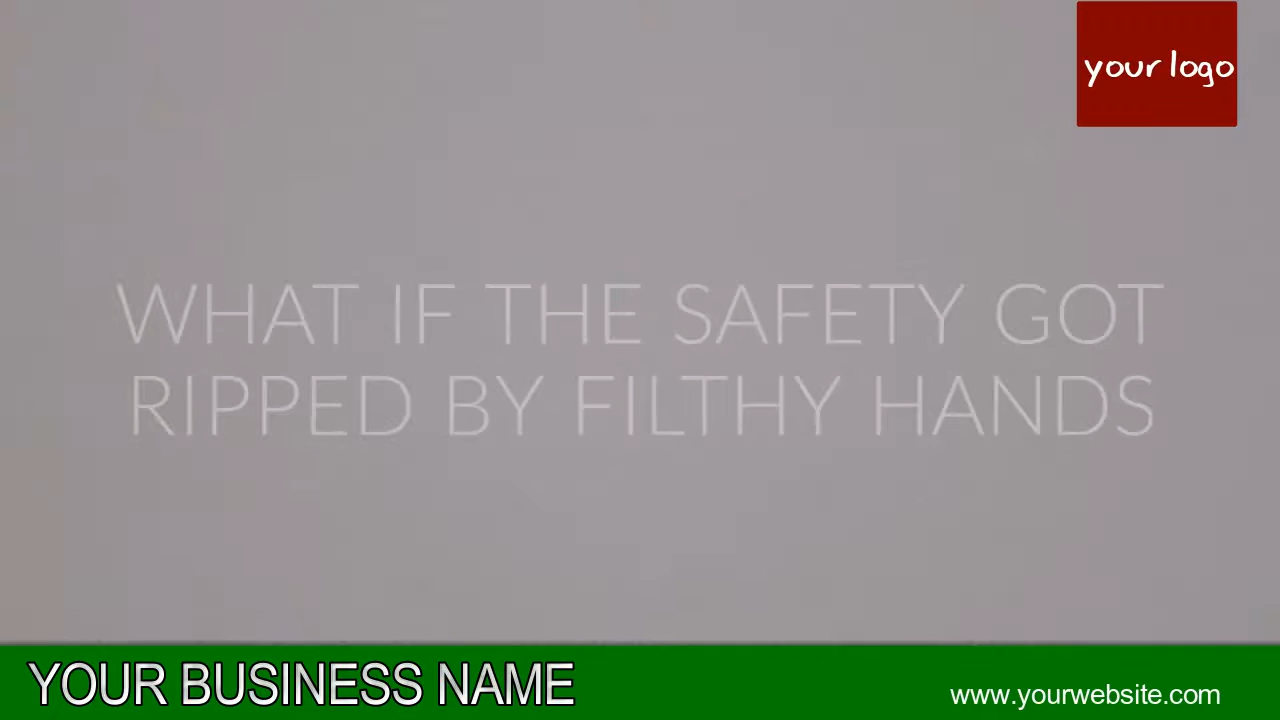 your logo
WHAT IF THE SAFETY GOT
RIPPED BY FILTHY HANDS
YOUR BUSINESS NAME
www.yourwebsite.com